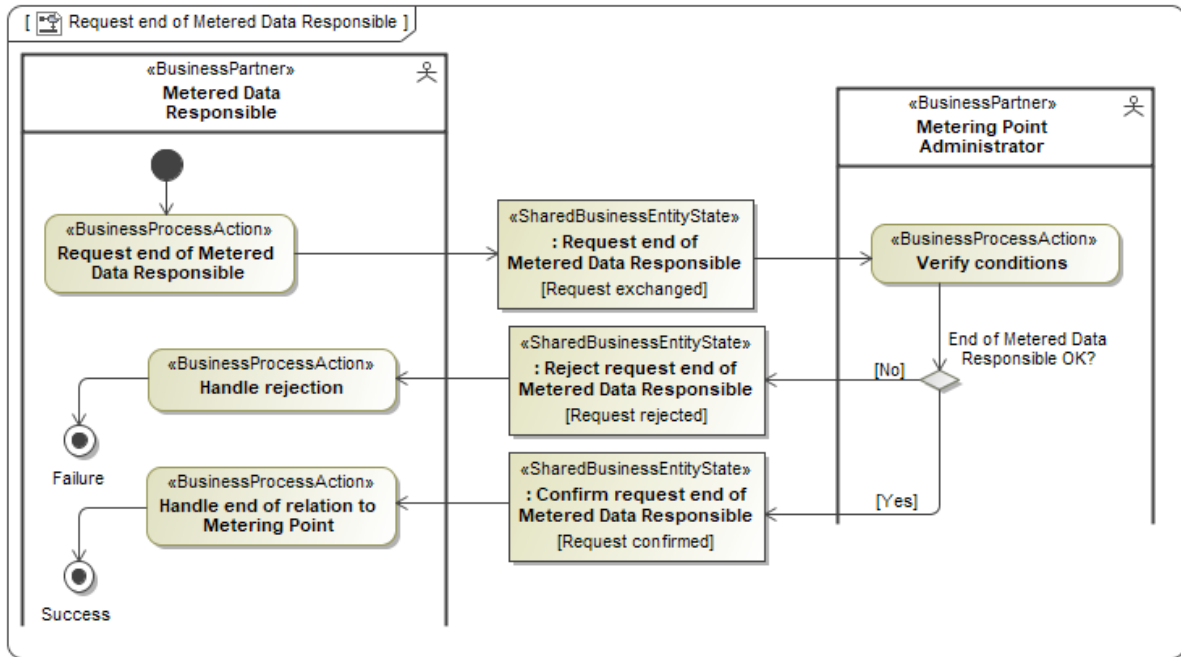 [ Request end of Metered Data Responsible ]
«BusinessPartner»
Metered Data
Responsible
«BusinessPartner»
Metering Point
Administrator
«BusinessProcessAction»
Request end of Metered
Data Responsible
«SharedBusinessEntityState»
: Request end of
Metered Data Responsible
[Request exchanged]
«BusinessProcessAction»
Verify conditions
End of Metered Data
Responsible OK?
[No]
«SharedBusinessEntityState»
: Reject request end of
Metered Data Responsible
[Request rejected]
«BusinessProcessAction»
Handle rejection
Failure
[Yes]
«SharedBusinessEntityState»
: Confirm request end of
Metered Data Responsible
[Request confirmed]
«BusinessProcessAction»
Handle end of relation to
Metering Point
Success